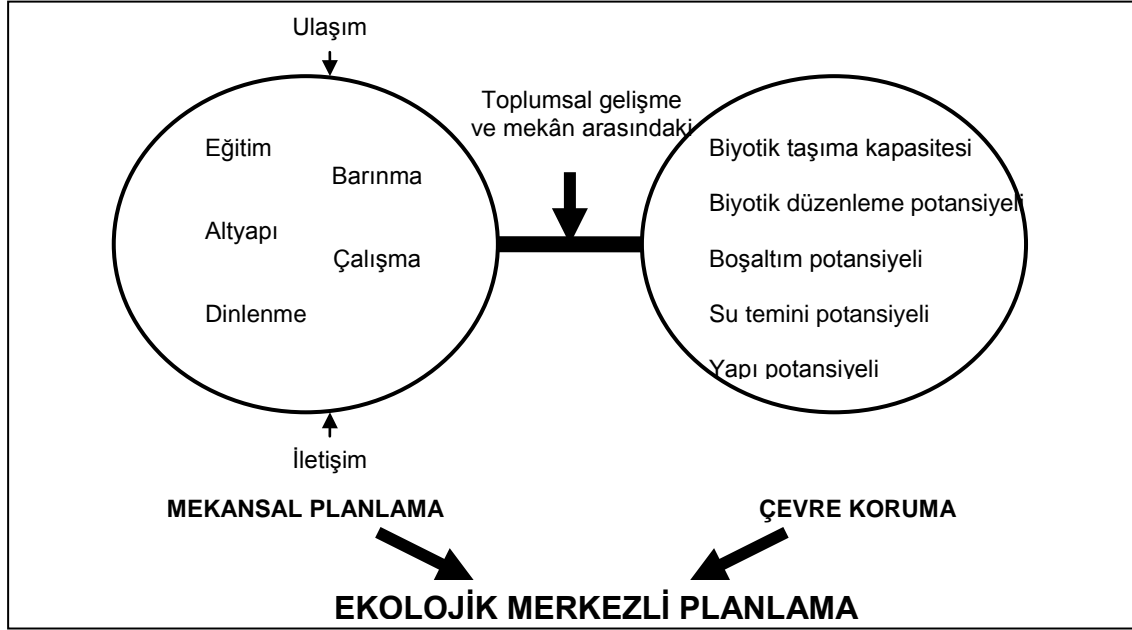 Ulaşım
Toplumsal gelişme
ve mekân arasındaki
Eğitim
Barınma
Altyapı
Çalışma
Dinlenme
Biyotik taşıma kapasitesi
Biyotik düzenleme potansiyeli
Boşaltım potansiyeli
Su temini potansiyeli
Yapı potansiyeli
İletişim
MEKANSAL PLANLAMA
ÇEVRE KORUMA
EKOLOJİK MERKEZLİ PLANLAMA